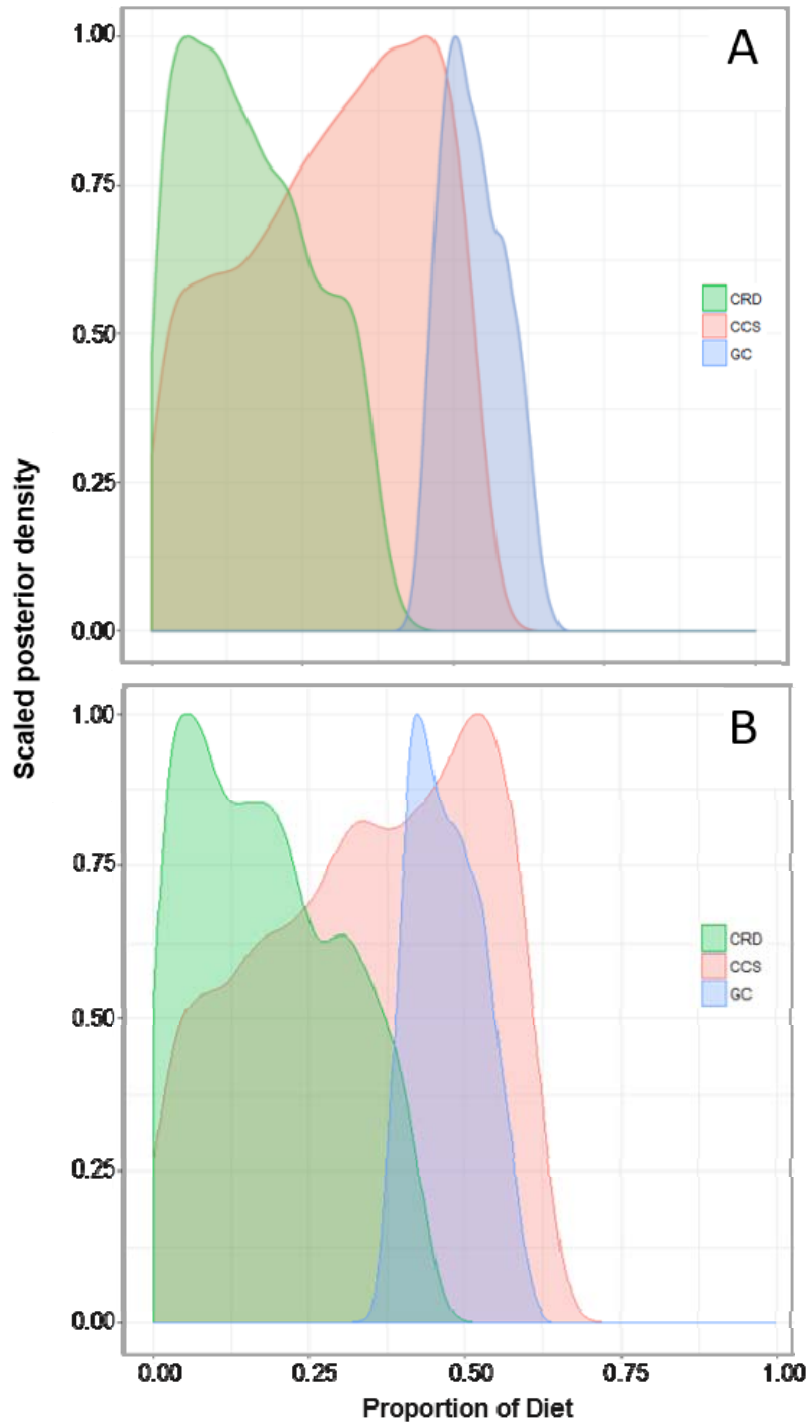 A
1.00
0.75
0.50
0.25
0.00
CRD
CCS
GC
Scaled posterior density
B
1.00
0.75
0.50
0.25
0.00
CRD
CCS
GC
0.00 0.25 0.50 0.75 1.00
Proportion of Diet